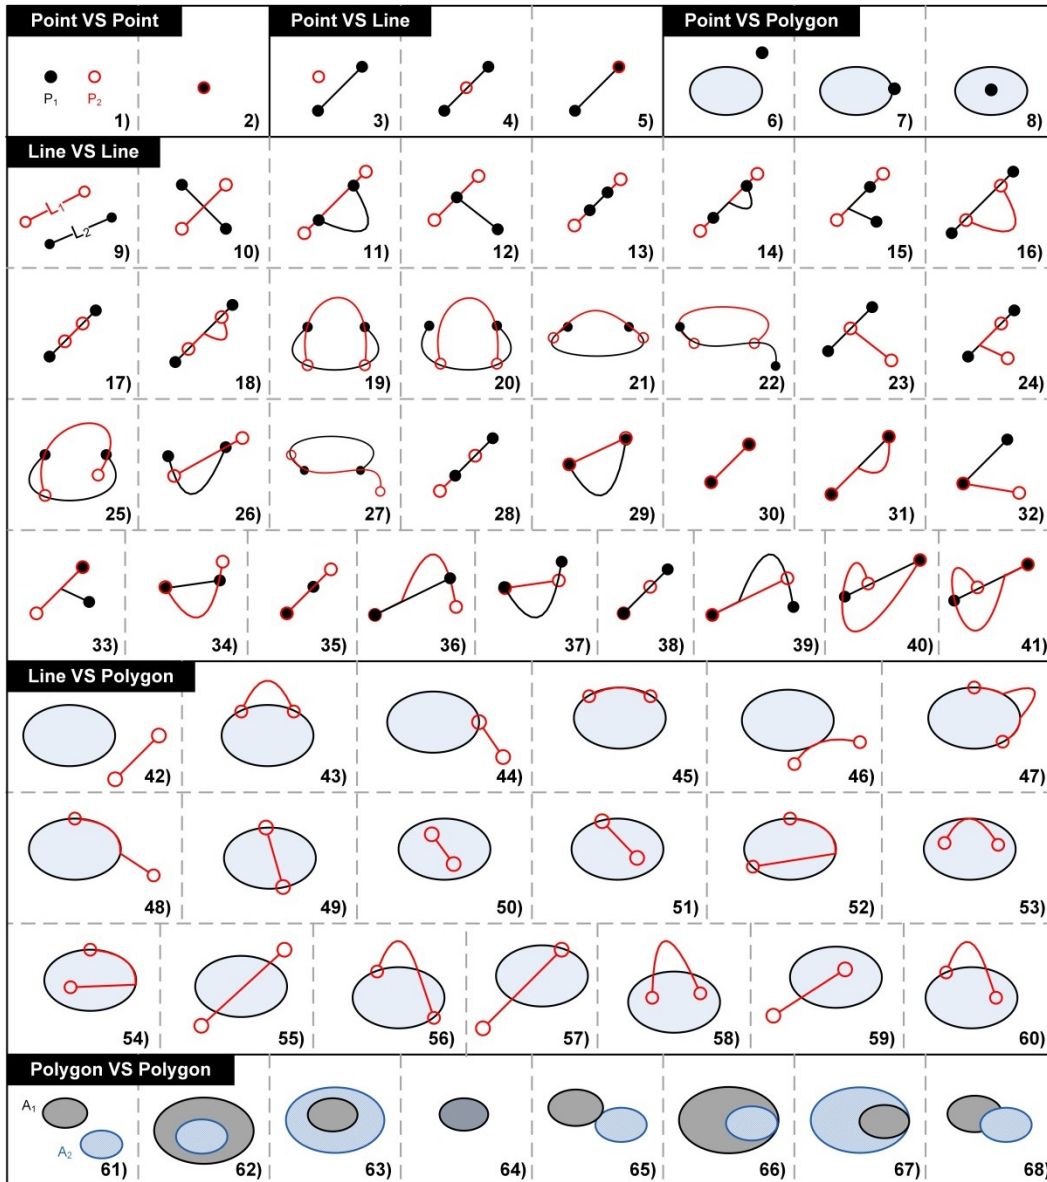 Point VS Point
Point VS Line
Point VS Polygon
P₁ P₂
1) 2) 3) 4) 5) 6) 7) 8)
Line VS Line
L₁
L₂
9) 10) 11) 12) 13) 14) 15) 16)
17) 18) 19) 20) 21) 22) 23) 24)
25) 26) 27) 28) 29) 30) 31) 32)
33) 34) 35) 36) 37) 38) 39) 40) 41)
Line VS Polygon
42) 43) 44) 45) 46) 47)
48) 49) 50) 51) 52) 53)
54) 55) 56) 57) 58) 59) 60)
Polygon VS Polygon
A₁
A₂
61) 62) 63) 64) 65) 66) 67) 68)